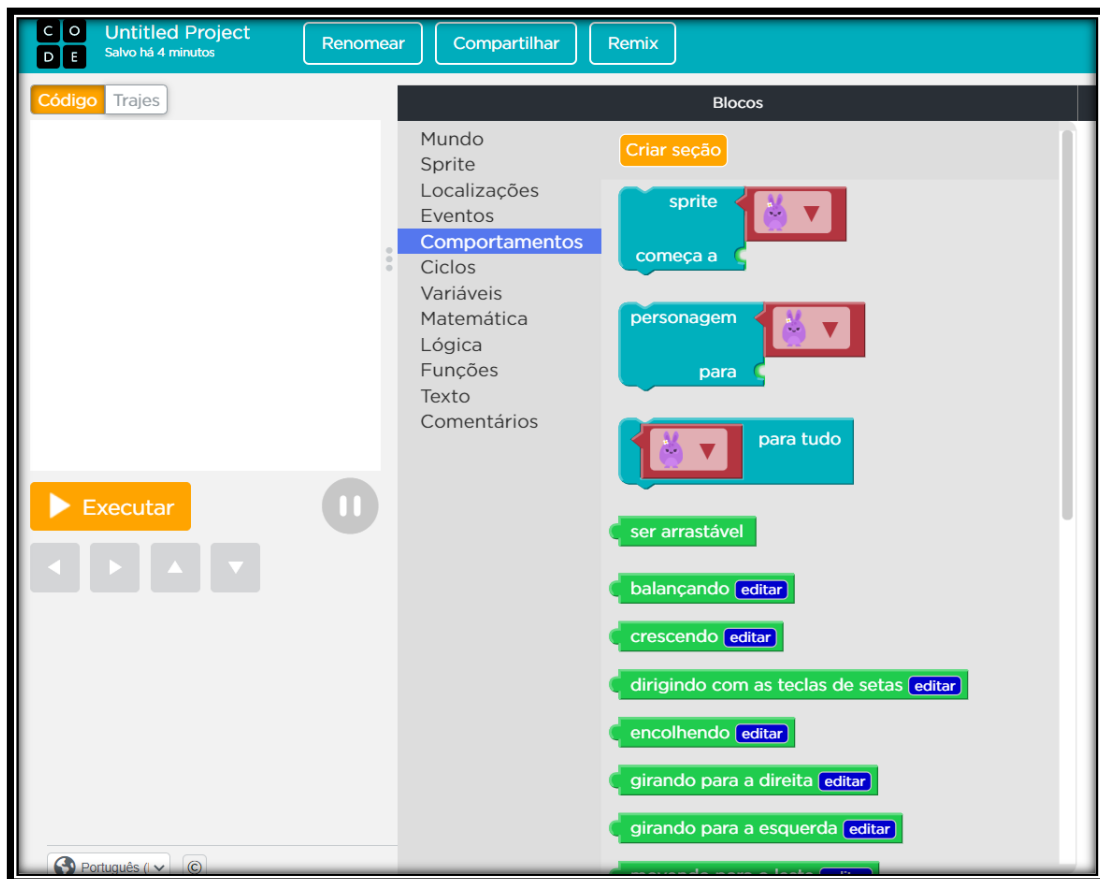 C O
D E
Untitled Project
Salvo há 4 minutos
Renomear
Compartilhar
Remix
Código
Trajes
Blocos
Mundo
Sprite
Localizações
Eventos
Comportamentos
Ciclos
Variáveis
Matemática
Lógica
Funções
Texto
Comentários
Criar seção
sprite
começa a
personagem
para
para tudo
ser arrastável
balançando editar
crescendo editar
dirigindo com as teclas de setas editar
encolhendo editar
girando para a direita editar
girando para a esquerda editar
Executar
Português (
©